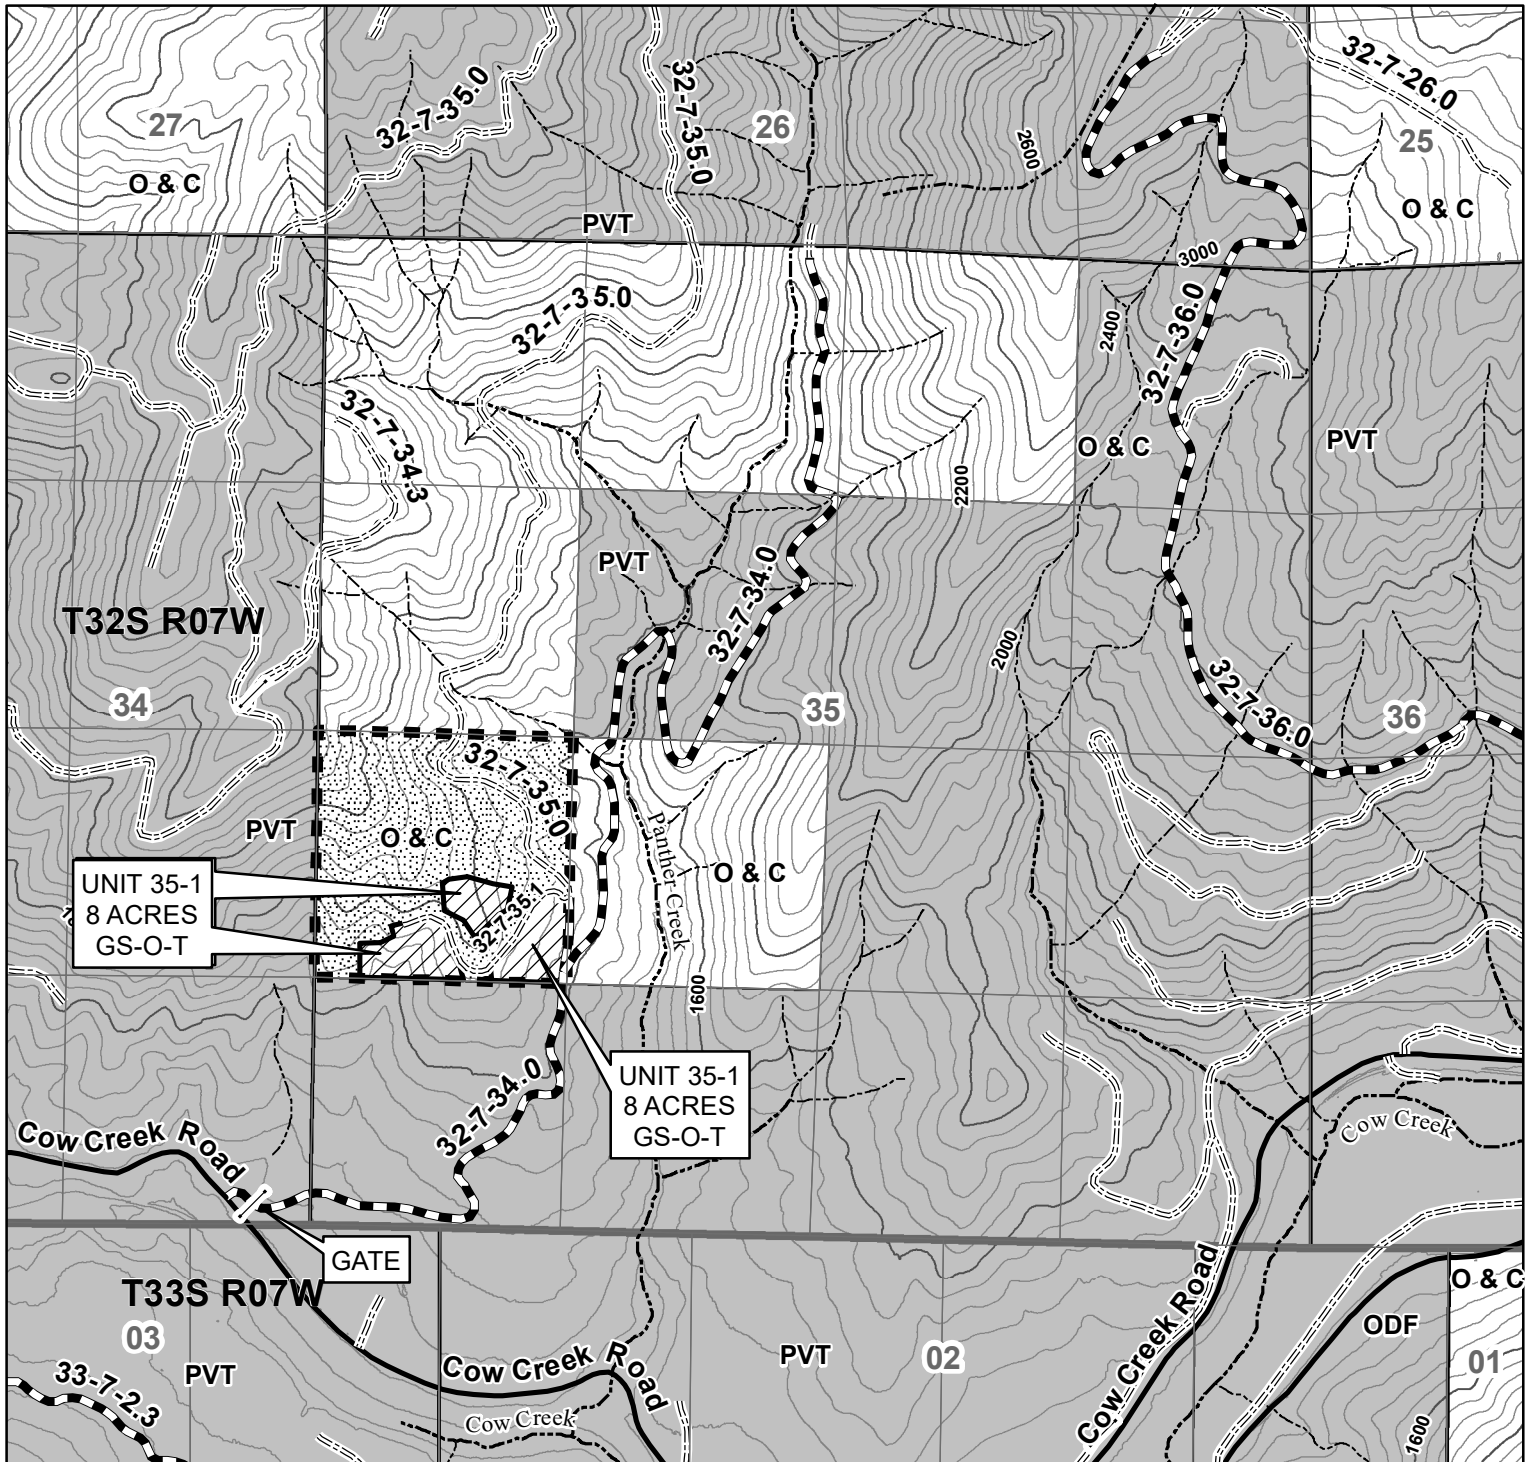 32-7-26.0
32-7-35.0
32-7-35.0
27
26
25
2600
O & C
O & C
PVT
3000
32-7-35.0
32-7-36.0
2400
32-7-34.3
O & C
PVT
2200
PVT
32-7-34.0
T32S R07W
2000
32-7-36.0
34
35
36
32-7-35.0
PVT
O & C
Panther Creek
O & C
UNIT 35-1
8 ACRES
GS-O-T
32-7-35.1
1600
UNIT 35-1
8 ACRES
GS-O-T
32-7-34.0
Cow Creek Road
Cow Creek
GATE
T33S R07W
Cow Creek Road
O & C
03
PVT
Cow Creek Road
PVT
02
ODF
01
33-7-2.3
Cow Creek
1600